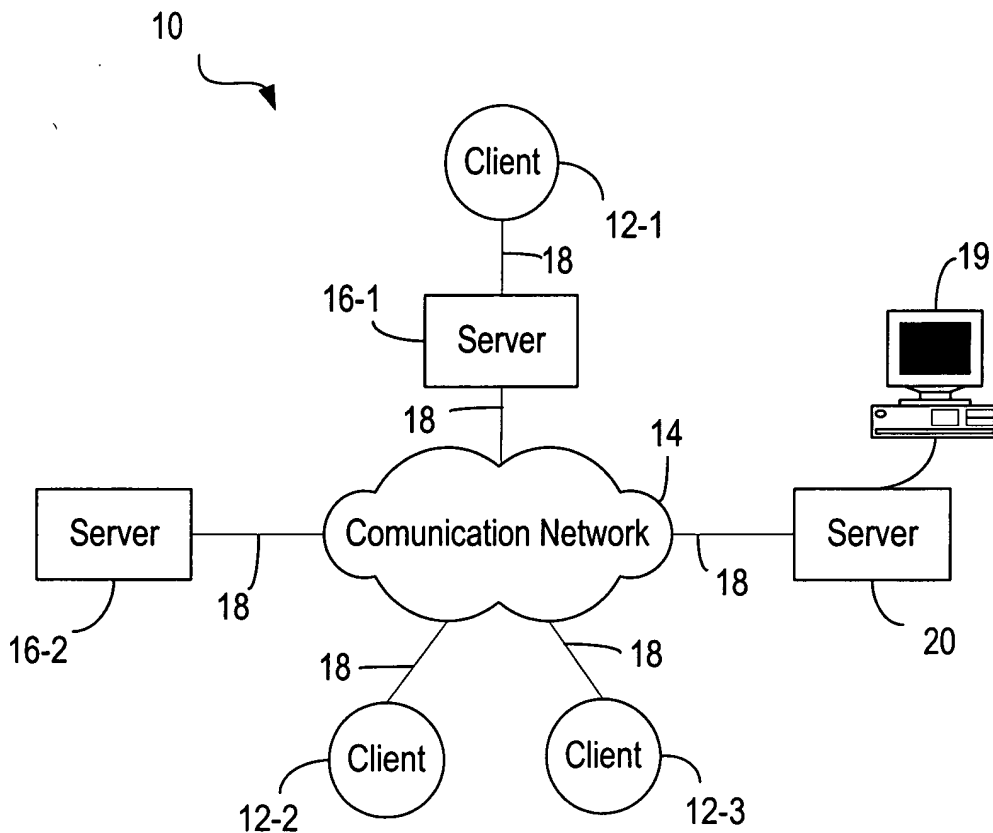 10
Client
12-1
18
19
16-1
Server
18
14
Server
Comunication Network
Server
18
18
16-2
20
18
18
Client
Client
12-2
12-3